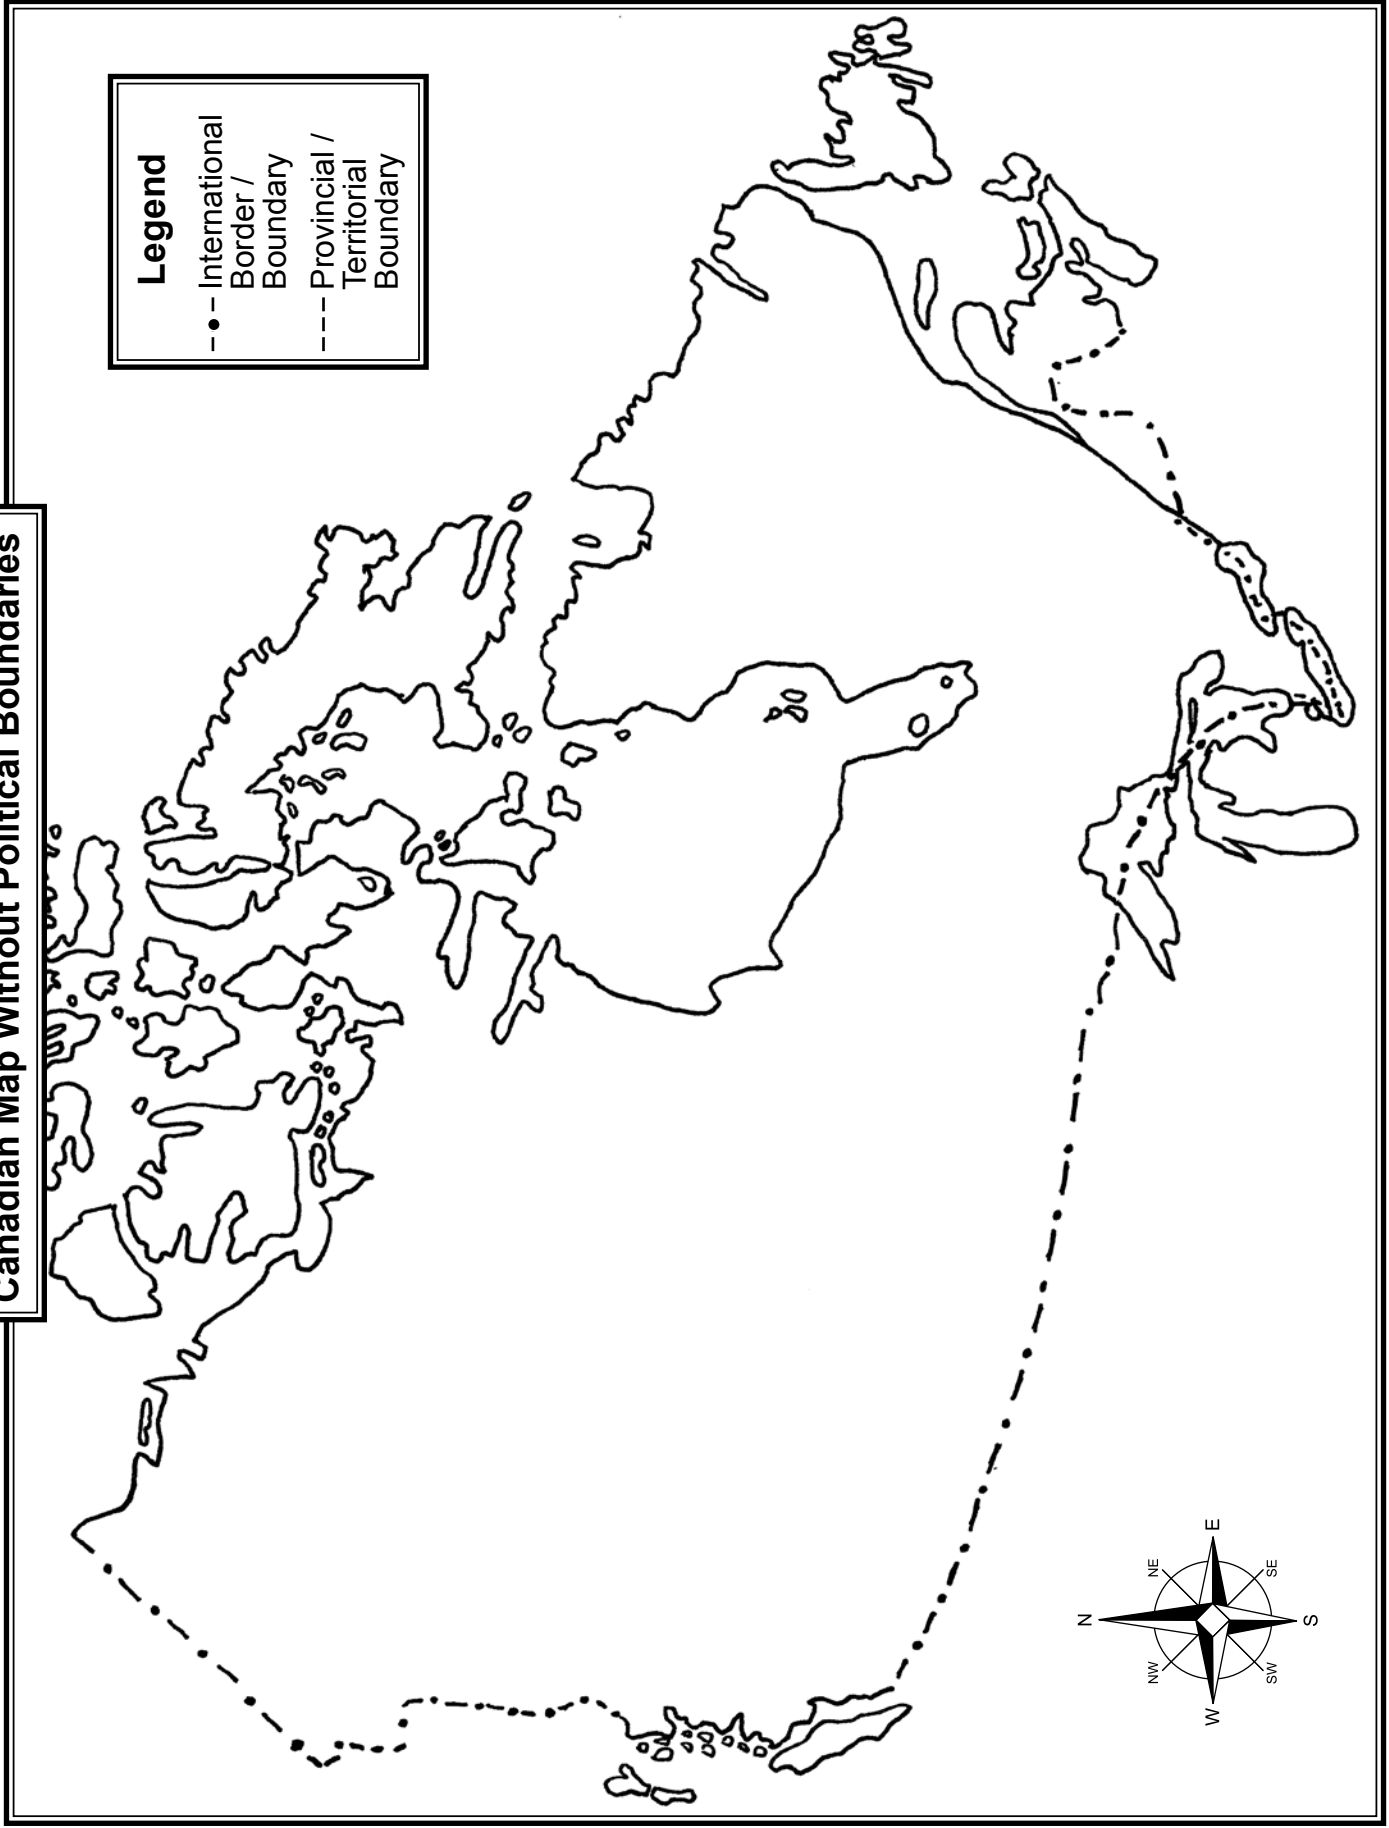 Canadian Map Without Political Boundaries
Legend
International
Border /
Boundary
Provincial /
Territorial
Boundary
N
NE
E
SE
S
SW
W
NW